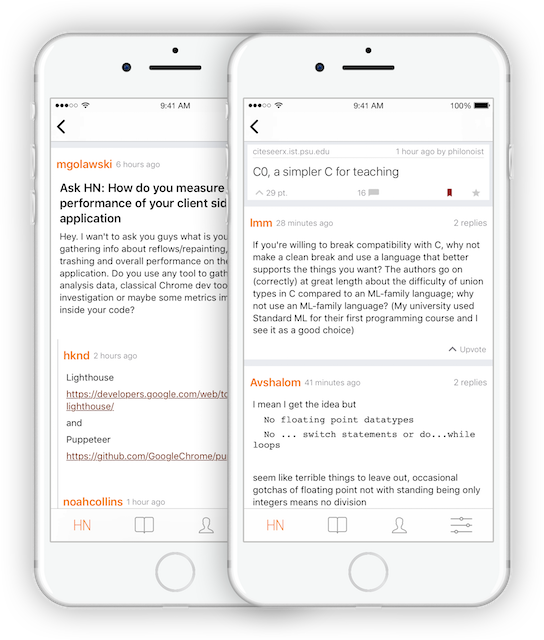 9:41 AM
mgolawski 6 hours ago
Ask HN: How do you measure
performance of your client sid
application
Hey. I wan't to ask you guys what is you
gathering info about reflows/repainting,
trashing and overall performance on the
application. Do you use any tool to gath
analysis data, classical Chrome dev too
investigation or maybe some metrics im
inside your code?
hknd 2 hours ago
Lighthouse
https://developers.google.com/web/to
lighthouse/
and
Puppeteer
https://github.com/GoogleChrome/pup
noahcollins 1 hour ago
HN
9:41 AM 100%
citeseerx.ist.psu.edu 1 hour ago by philonoist
C0, a simpler C for teaching
29 pt. 16
lmm 28 minutes ago 2 replies
If you're willing to break compatibility with C, why not
make a clean break and use a language that better
supports the things you want? The authors go on
(correctly) at great length about the difficulty of union
types in C compared to an ML-family language; why
not use an ML-family language? (My university used
Standard ML for their first programming course and I
see it as a good choice)
Upvote
Avshalom 41 minutes ago 2 replies
I mean I get the idea but
No floating point datatypes
No ... switch statements or do...while
loops
seem like terrible things to leave out, occasional
gotchas of floating point not with standing being only
integers means no division
HN